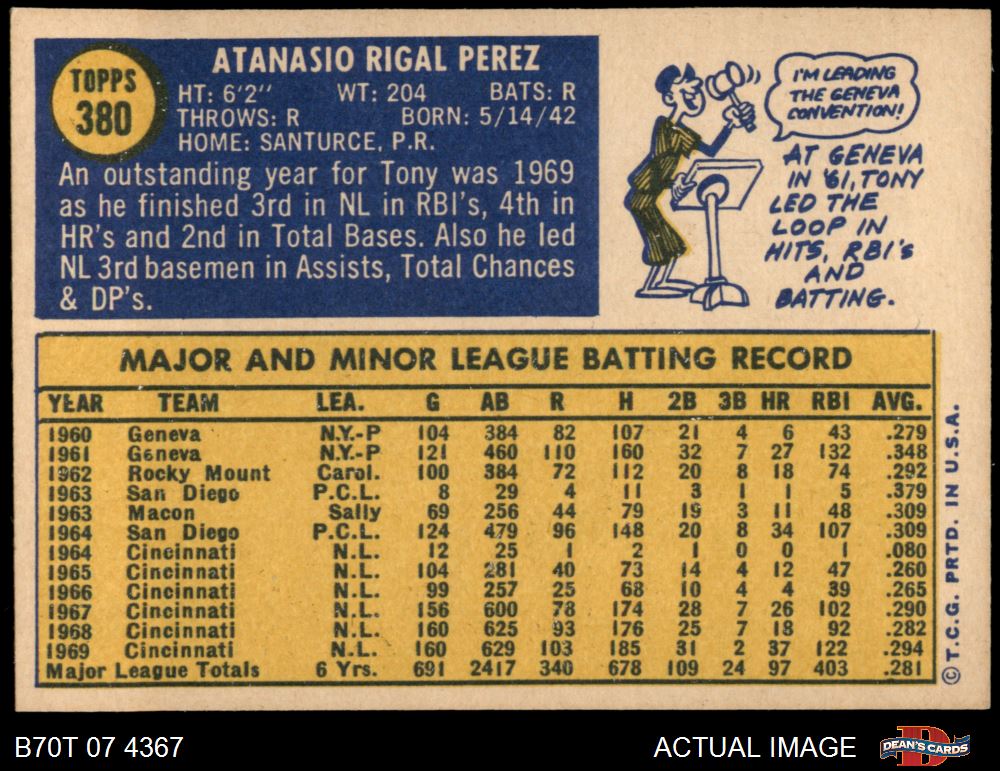 TOPPS
380
ATANASIO RIGAL PEREZ
HT: 6'2" WT: 204 BATS: R
THROWS: R BORN: 5/14/42
HOME: SANTURCE, P.R.
An outstanding year for Tony was 1969
as he finished 3rd in NL in RBI's, 4th in
HR's and 2nd in Total Bases. Also he led
NL 3rd basemen in Assists, Total Chances
& DP's.
I'M LEADING
THE GENEVA
CONVENTION!
AT GENEVA
IN '61, TONY
LED THE
LOOP IN
HITS, RBI's
AND
BATTING.
MAJOR AND MINOR LEAGUE BATTING RECORD
YEAR TEAM LEA. G AB R H 2B 3B HR RBI AVG.
1960 Geneva N.Y.-P 104 384 82 107 21 4 6 43 .279
1961 Geneva N.Y.-P 121 460 110 160 32 7 27 132 .348
1962 Rocky Mount Carol. 100 384 72 112 20 8 18 74 .292
1963 San Diego P.C.L. 8 29 4 11 3 1 1 5 .379
1963 Macon Sally 69 256 44 79 19 3 11 48 .309
1964 San Diego P.C.L. 124 479 96 148 20 8 34 107 .309
1964 Cincinnati N.L. 12 25 1 2 1 0 0 1 .080
1965 Cincinnati N.L. 104 281 40 73 14 4 12 47 .260
1966 Cincinnati N.L. 99 257 25 68 10 4 4 39 .265
1967 Cincinnati N.L. 156 600 78 174 28 7 26 102 .290
1968 Cincinnati N.L. 160 625 93 176 25 7 18 92 .282
1969 Cincinnati N.L. 160 629 103 185 31 2 37 122 .294
Major League Totals 6 Yrs. 691 2417 340 678 109 24 97 403 .281
© T.C.G. PRTD. IN U.S.A.
B70T 07 4367
ACTUAL IMAGE
D
DEAN'S CARDS